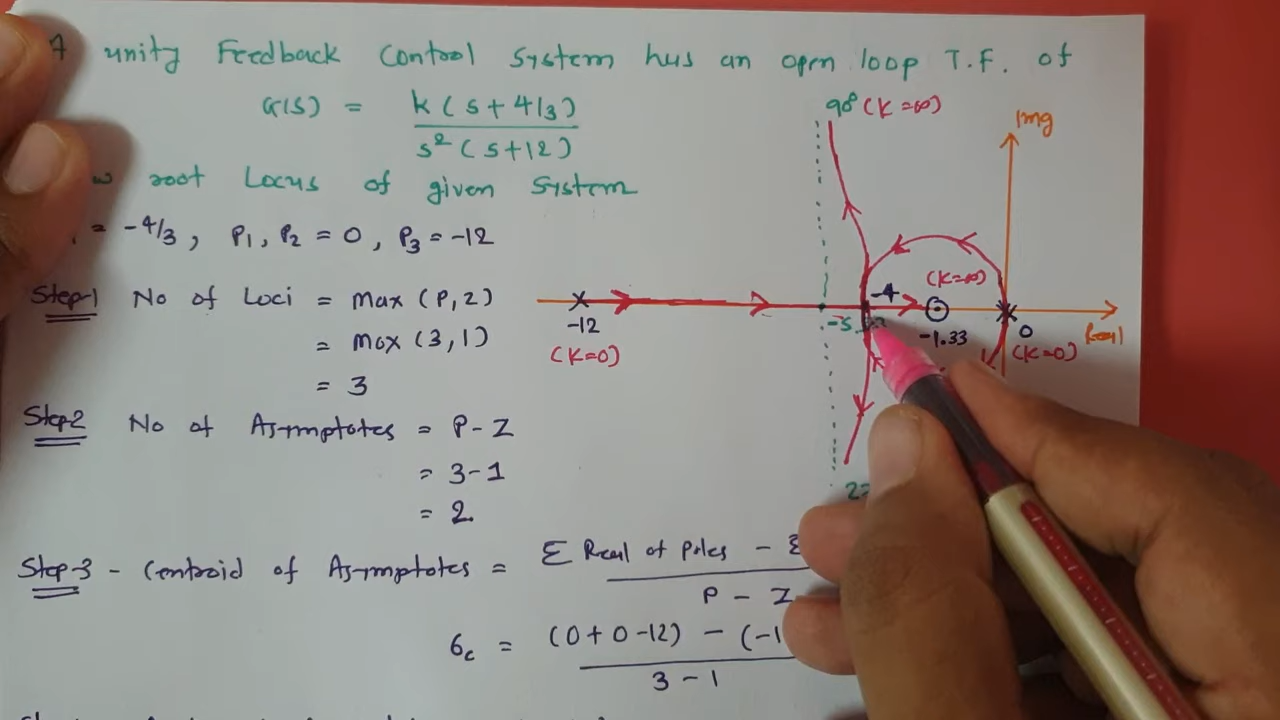 A unity Feedback Control System has an open loop T.F. of
G(s) = k(s+4/3)
s²(s+12)
root Locus of given System
= -4/3, P1, P2 = 0, P3 = -12
Step-1 No of Loci = max (P,Z)
= max (3,1)
= 3
Step2 No of Asymptotes = P-Z
= 3-1
= 2
Step-3 - Centroid of Asymptotes = Σ Real of Poles - Σ
P - Z
σc = (0+0-12) - (-1
3-1
90° (K=∞)
Img
(K=∞)
-4
-12
(K=0)
-1.33
0
(K=0)
Real